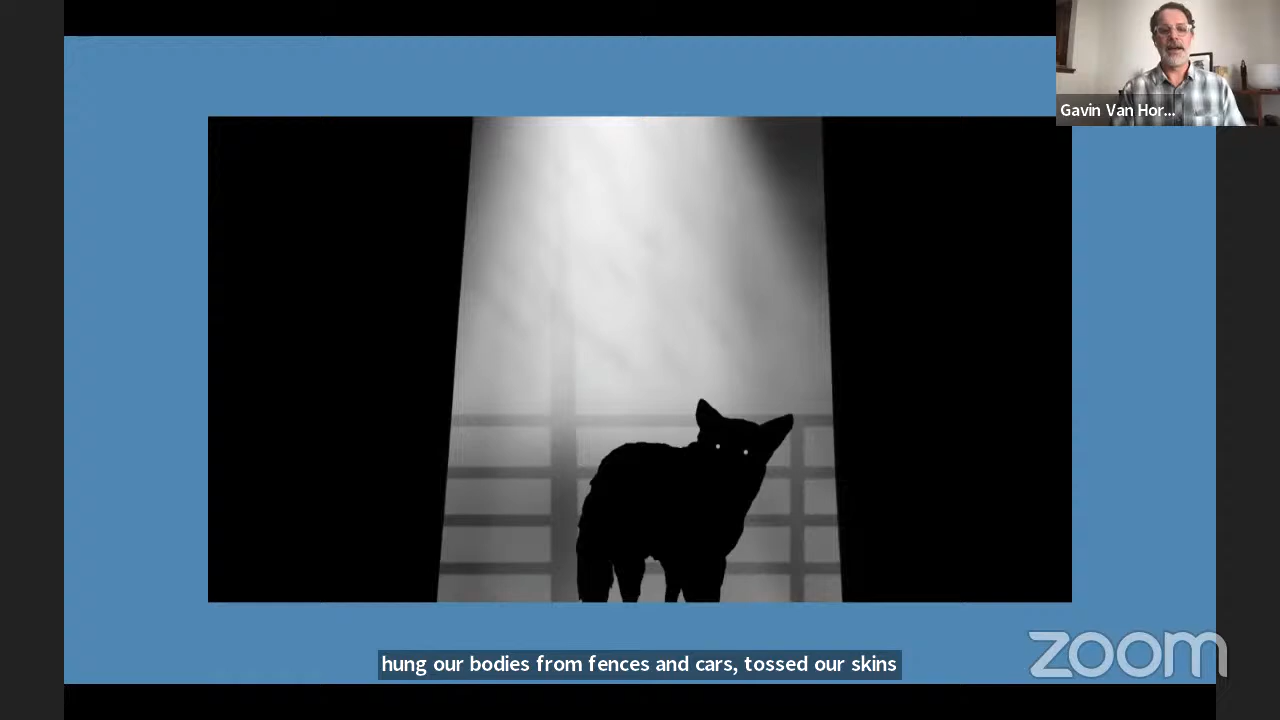 Gavin Van Hor...
hung our bodies from fences and cars, tossed our skins
zoom